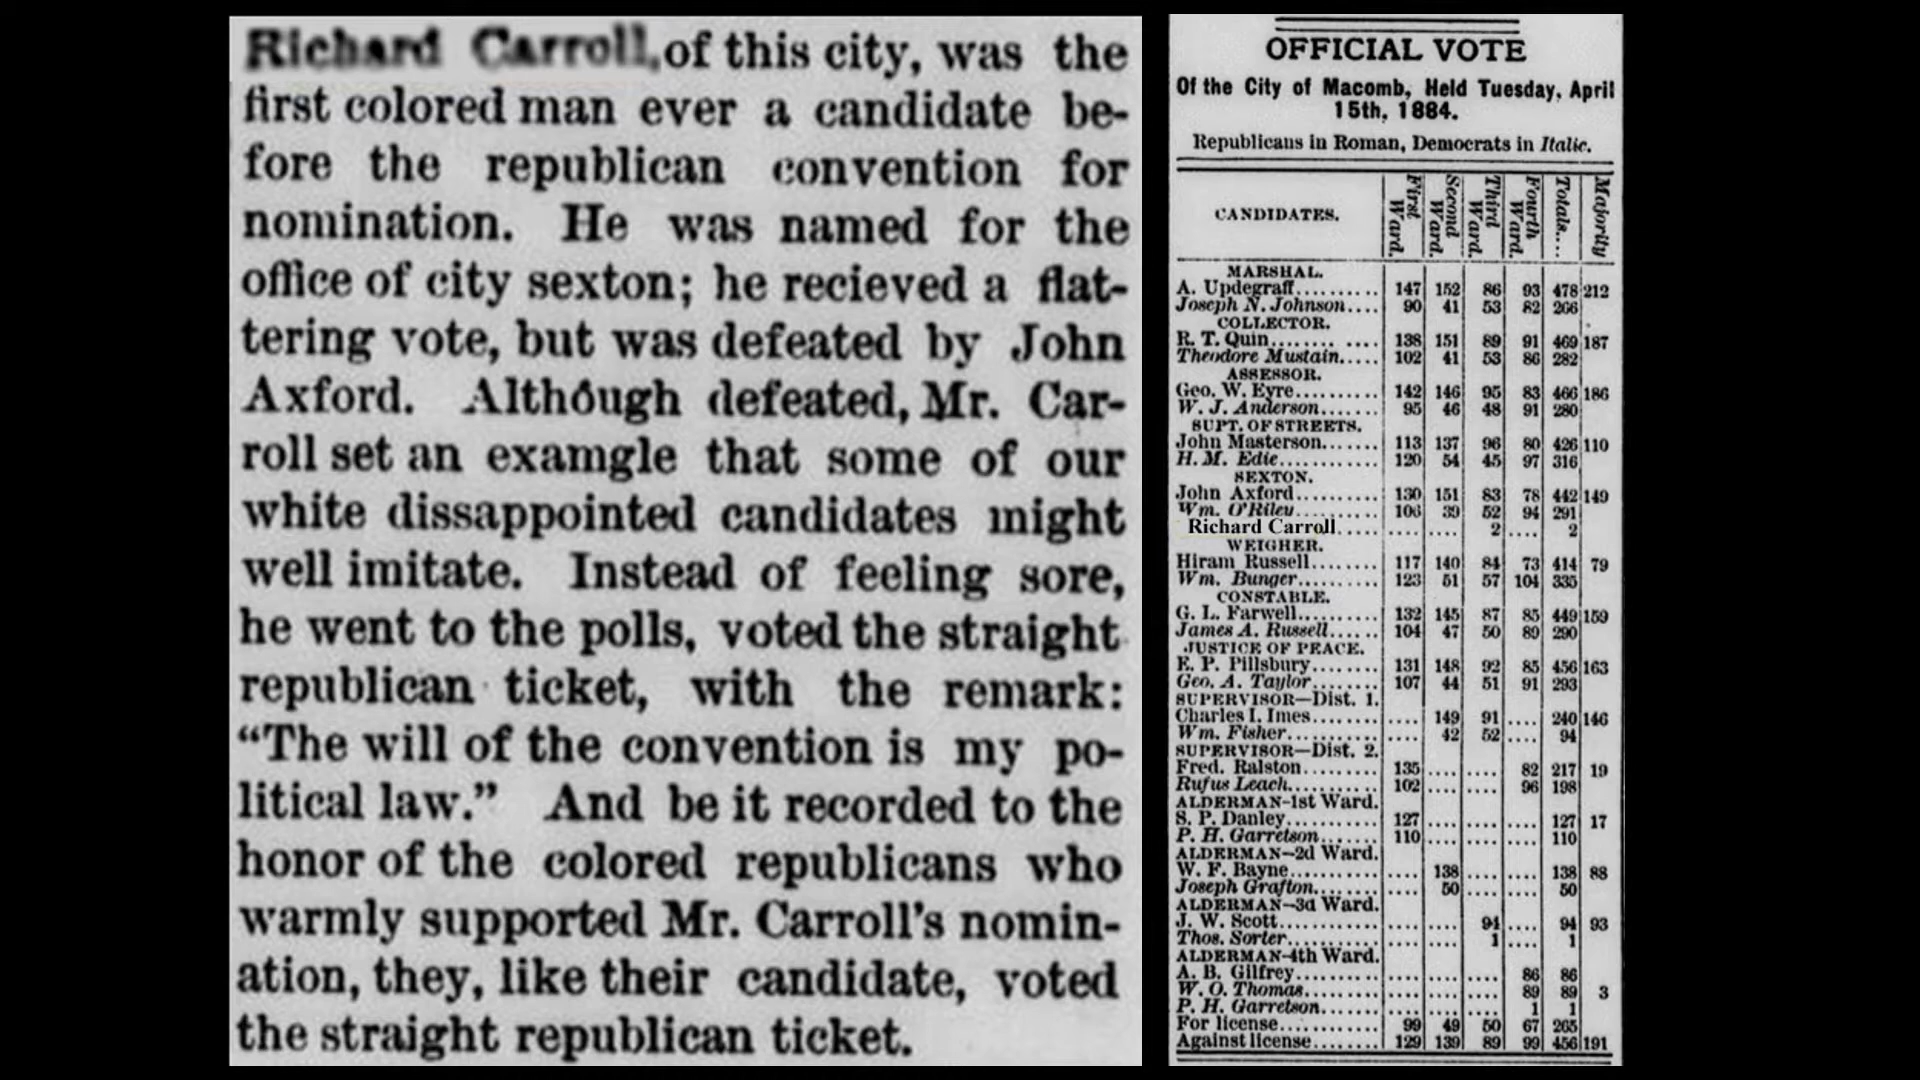 Richard Carroll, of this city, was the
first colored man ever a candidate be-
fore the republican convention for
nomination. He was named for the
office of city sexton; he recieved a flat-
tering vote, but was defeated by John
Axford. Although defeated, Mr. Car-
roll set an examgle that some of our
white dissappointed candidates might
well imitate. Instead of feeling sore,
he went to the polls, voted the straight
republican ticket, with the remark:
“The will of the convention is my po-
litical law.” And be it recorded to the
honor of the colored republicans who
warmly supported Mr. Carroll's nomin-
ation, they, like their candidate, voted
the straight republican ticket.
OFFICIAL VOTE
Of the City of Macomb, Held Tuesday, April
15th, 1884.
Republicans in Roman, Democrats in Italic.
CANDIDATES. First Ward. Second Ward. Third Ward. Fourth Ward. Totals.... Majority
MARSHAL.
A. Updegraff.......... 147 152 86 93 478 212
Joseph N. Johnson.... 90 41 53 82 266
COLLECTOR.
R. T. Quin........ .... 138 151 89 91 469 187
Theodore Mustain..... 102 41 53 86 282
ASSESSOR.
Geo. W. Eyre.......... 142 146 95 83 466 186
W. J. Anderson....... 95 46 48 91 280
SUPT. OF STREETS.
John Masterson....... 113 137 96 80 426 110
H. M. Edie............ 120 54 45 97 316
SEXTON.
John Axford.......... 130 151 83 78 442 149
Wm. O'Riley.......... 106 39 52 94 291
Richard Carroll .... .... 2 .... 2
WEIGHER.
Hiram Russell........ 117 140 84 73 414 79
Wm. Bunger.......... 123 51 57 104 335
CONSTABLE.
G. L. Farwell.......... 132 145 87 85 449 159
James A. Russell...... 104 47 50 89 290
JUSTICE OF PEACE.
E. P. Pillsbury........ 131 148 92 85 456 163
Geo. A. Taylor........ 107 44 51 91 293
SUPERVISOR—Dist. 1.
Charles I. Imes........ .... 149 91 .... 240 146
Wm. Fisher........... .... 42 52 .... 94
SUPERVISOR—Dist. 2.
Fred. Ralston......... 135 .... .... 82 217 19
Rufus Leach.......... 102 .... .... 96 198
ALDERMAN-1st Ward.
S. P. Danley........... 127 .... .... .... 127 17
P. H. Garretson....... 110 .... .... .... 110
ALDERMAN-2d Ward.
W. F. Bayne........... .... 138 .... .... 138 88
Joseph Grafton........ .... 50 .... .... 50
ALDERMAN-3d Ward.
J. W. Scott............ .... .... 94 .... 94 93
Thos. Sorter........... .... .... 1 .... 1
ALDERMAN-4th Ward.
A. B. Gilfrey.......... .... .... .... 86 86
W. O. Thomas......... .... .... .... 89 89 3
P. H. Garretson....... .... .... .... 1 1
For license............ 99 49 50 67 265
Against license........ 129 139 89 99 456 191